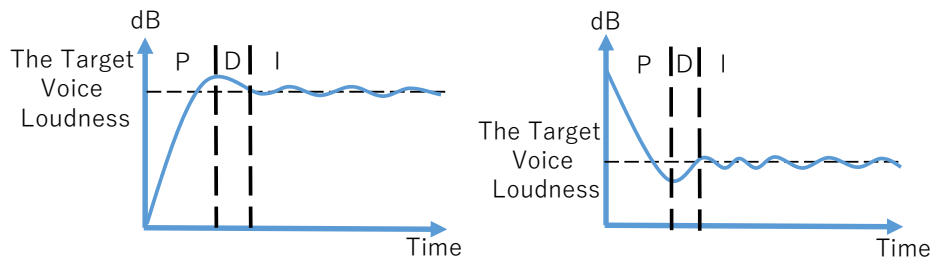 dB
The Target
Voice
Loudness
P D I
Time
dB
The Target
Voice
Loudness
P D I
Time